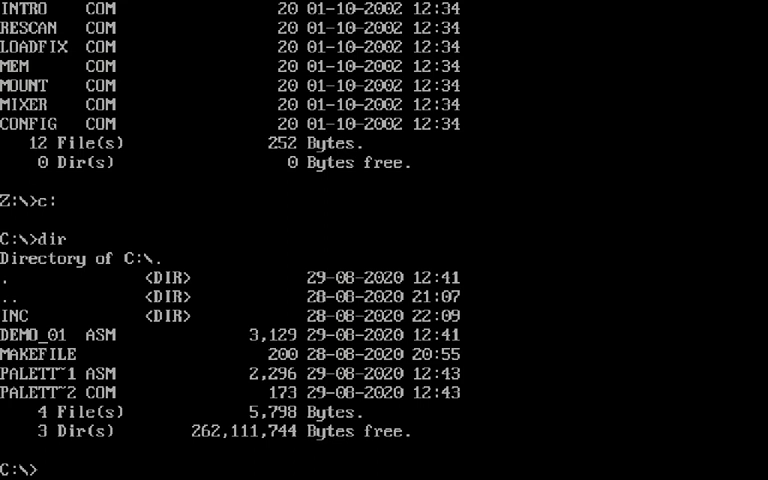 INTRO    COM                 20 01-10-2002 12:34
RESCAN   COM                 20 01-10-2002 12:34
LOADFIX  COM                 20 01-10-2002 12:34
MEM      COM                 20 01-10-2002 12:34
MOUNT    COM                 20 01-10-2002 12:34
MIXER    COM                 20 01-10-2002 12:34
CONFIG   COM                 20 01-10-2002 12:34
   12 File(s)               252 Bytes.
    0 Dir(s)                  0 Bytes free.
Z:\>c:
C:\>dir
Directory of C:\.
.              <DIR>            29-08-2020 12:41
..             <DIR>            28-08-2020 21:07
INC            <DIR>            28-08-2020 22:09
DEMO_01  ASM              3,129 29-08-2020 12:41
MAKEFILE                    200 28-08-2020 20:55
PALETT~1 ASM              2,296 29-08-2020 12:43
PALETT~2 COM                173 29-08-2020 12:43
    4 File(s)             5,798 Bytes.
    3 Dir(s)        262,111,744 Bytes free.
C:\>